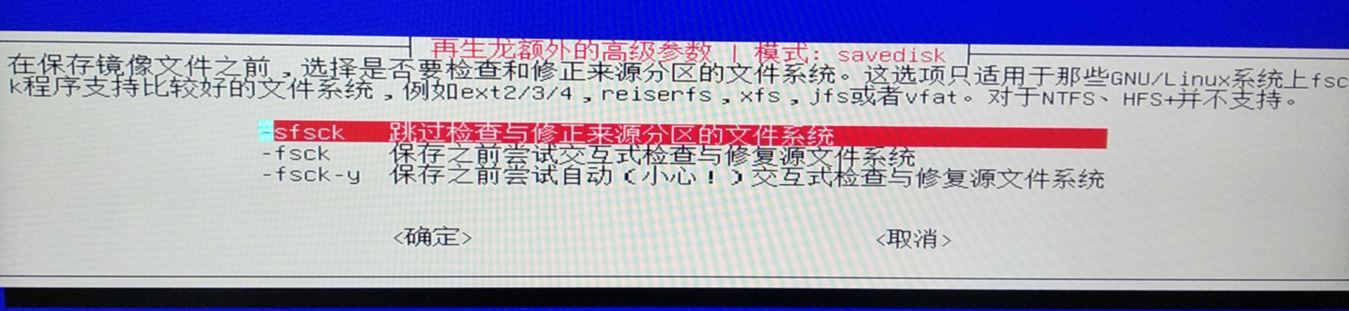 再生龙额外的高级参数 | 模式: savedisk
在保存镜像文件之前,选择是否要检查和修正来源分区的文件系统。这选项只适用于那些GNU/Linux系统上fsc
k程序支持比较好的文件系统,例如ext2/3/4,reiserfs,xfs,jfs或者vfat。对于NTFS、HFS+并不支持。
-sfsck 跳过检查与修正来源分区的文件系统
-fsck 保存之前尝试交互式检查与修复源文件系统
-fsck-y 保存之前尝试自动(小心!)交互式检查与修复源文件系统
<确定> <取消>